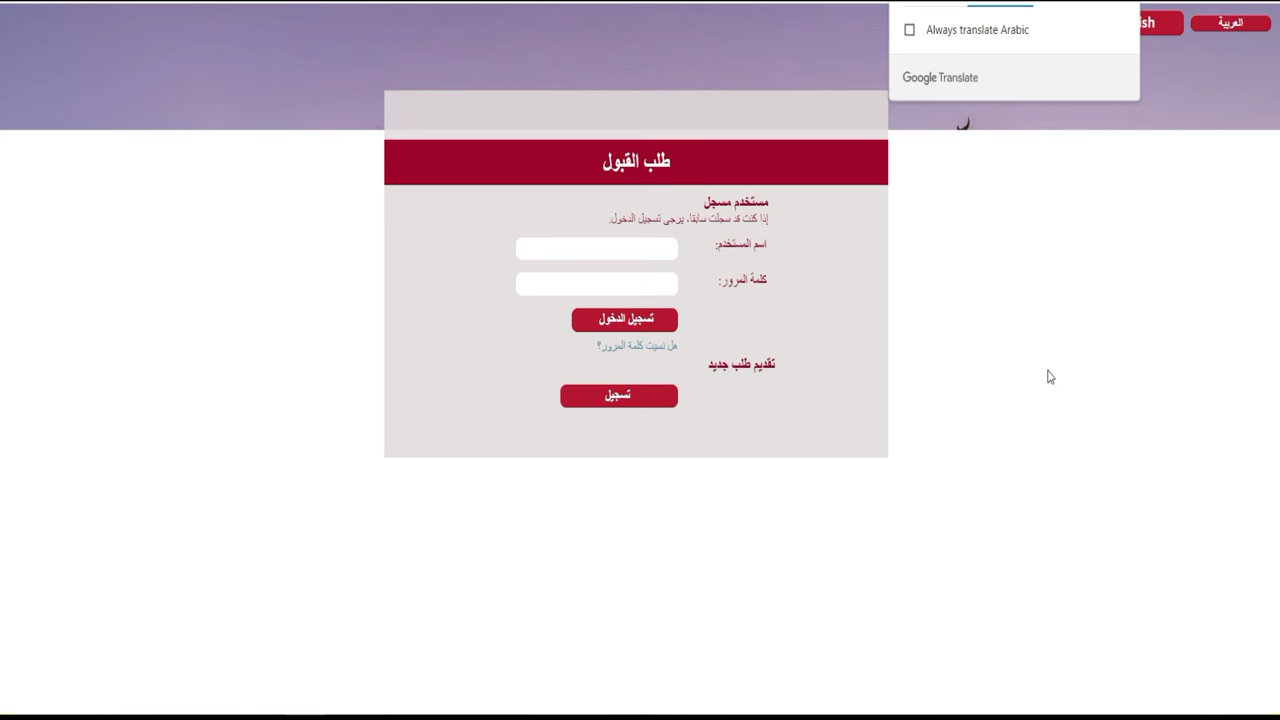 Always translate Arabic
Google Translate
العربية
طلب القبول
مستخدم مسجل
إذا كنت قد سجلت سابقا، يرجى تسجيل الدخول.
اسم المستخدم:
كلمة المرور:
تسجيل الدخول
هل نسيت كلمة المرور؟
تقديم طلب جديد
تسجيل